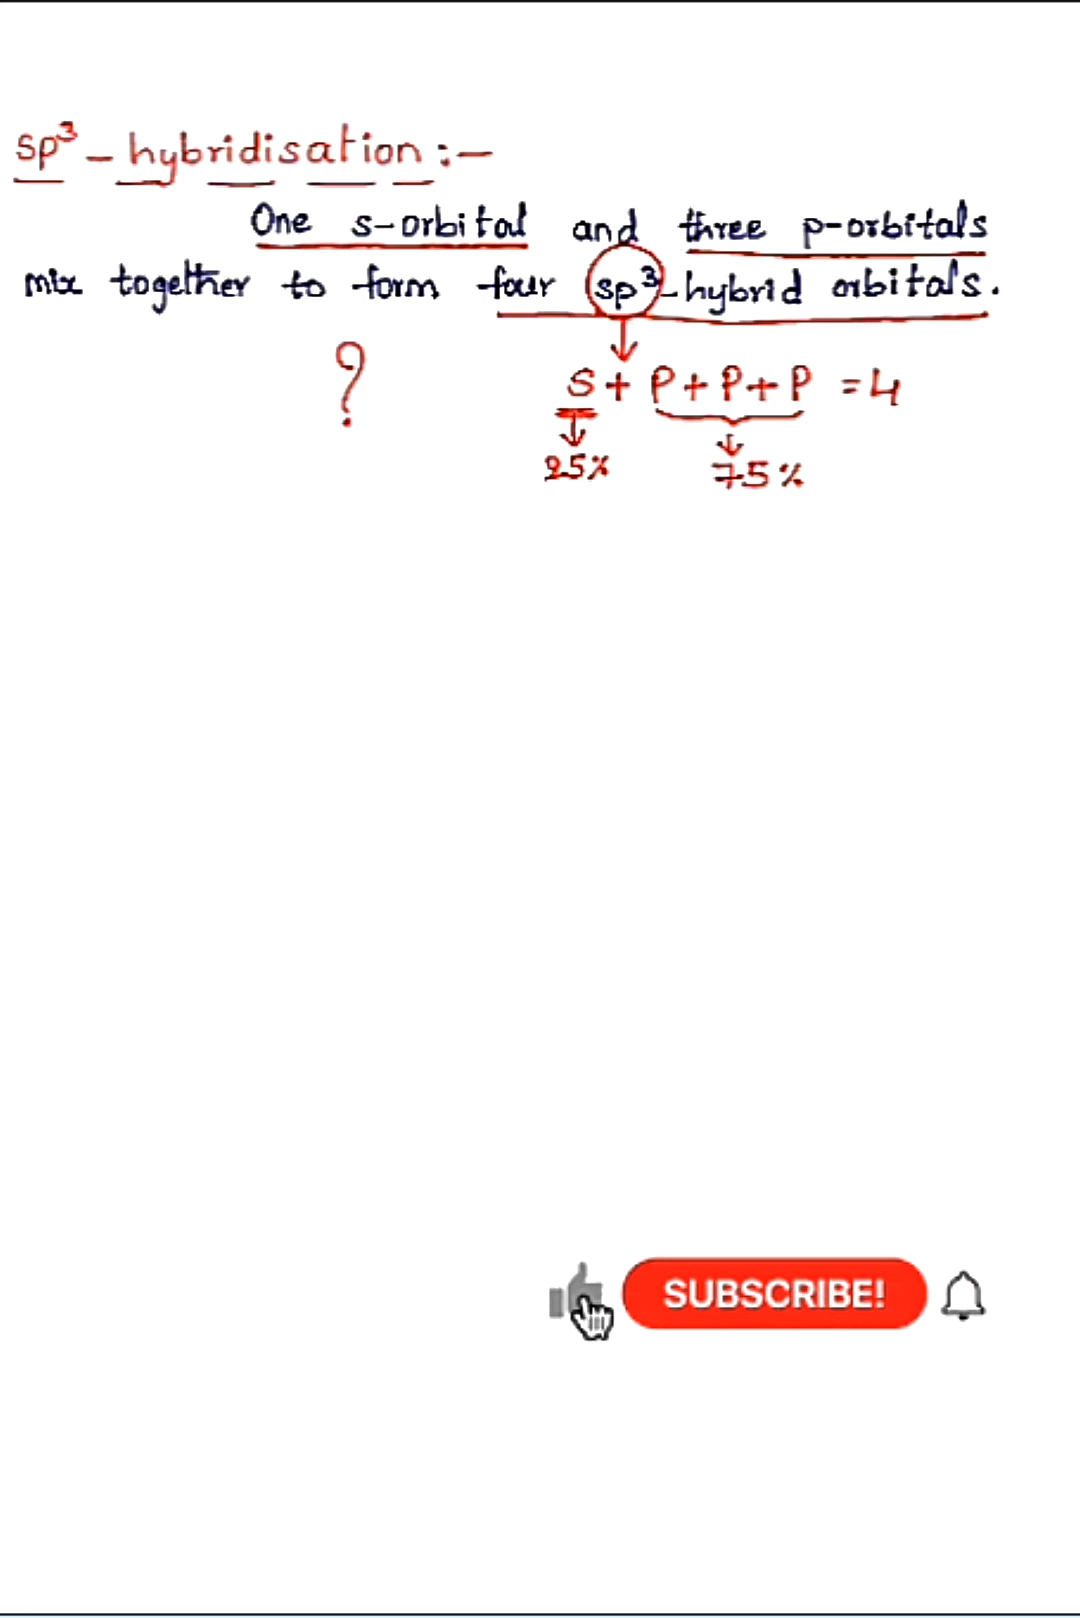 sp³ - hybridisation :-
One s-orbital and three p-orbitals
mix together to form four sp³-hybrid orbitals.
?
S + P + P + P = 4
25% 75%
SUBSCRIBE!